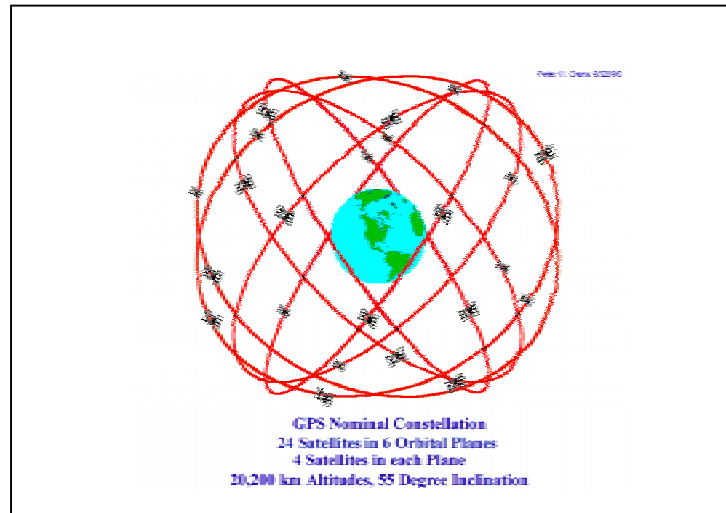 GPS Nominal Constellation
24 Satellites in 6 Orbital Planes
4 Satellites in each Plane
20,200 km Altitudes, 55 Degree Inclination